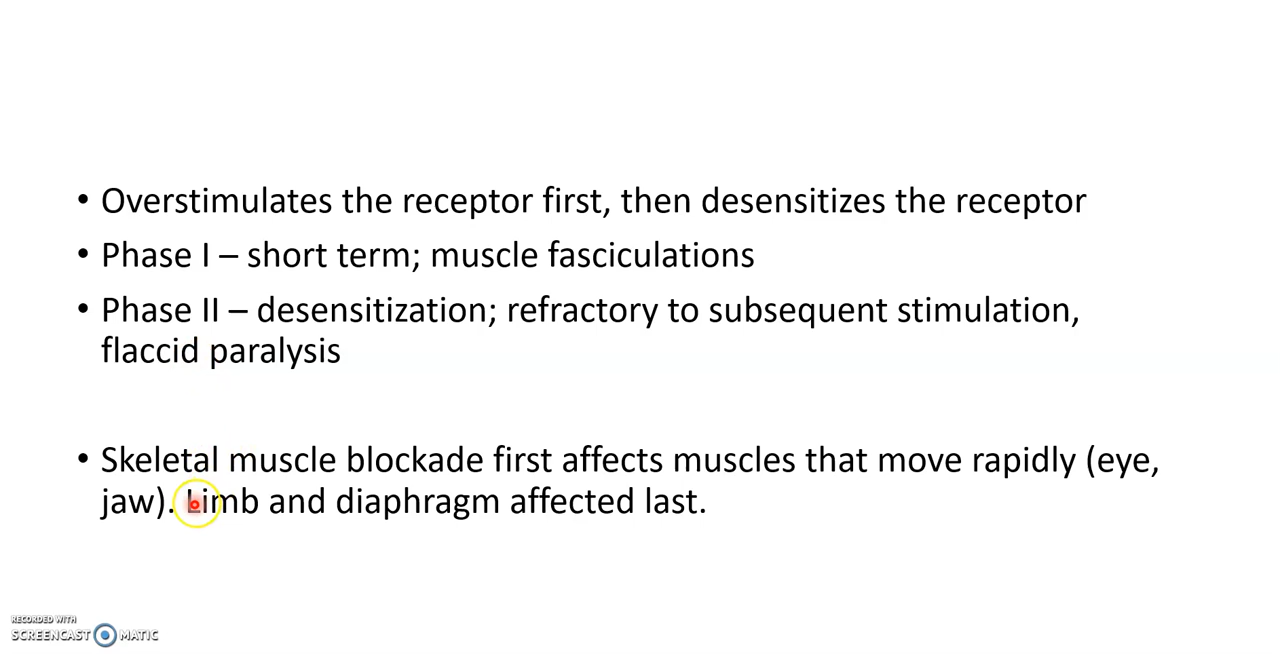 • Overstimulates the receptor first, then desensitizes the receptor
• Phase I – short term; muscle fasciculations
• Phase II – desensitization; refractory to subsequent stimulation,
flaccid paralysis
• Skeletal muscle blockade first affects muscles that move rapidly (eye,
jaw). Limb and diaphragm affected last.
RECORDED WITH
SCREENCAST MATIC